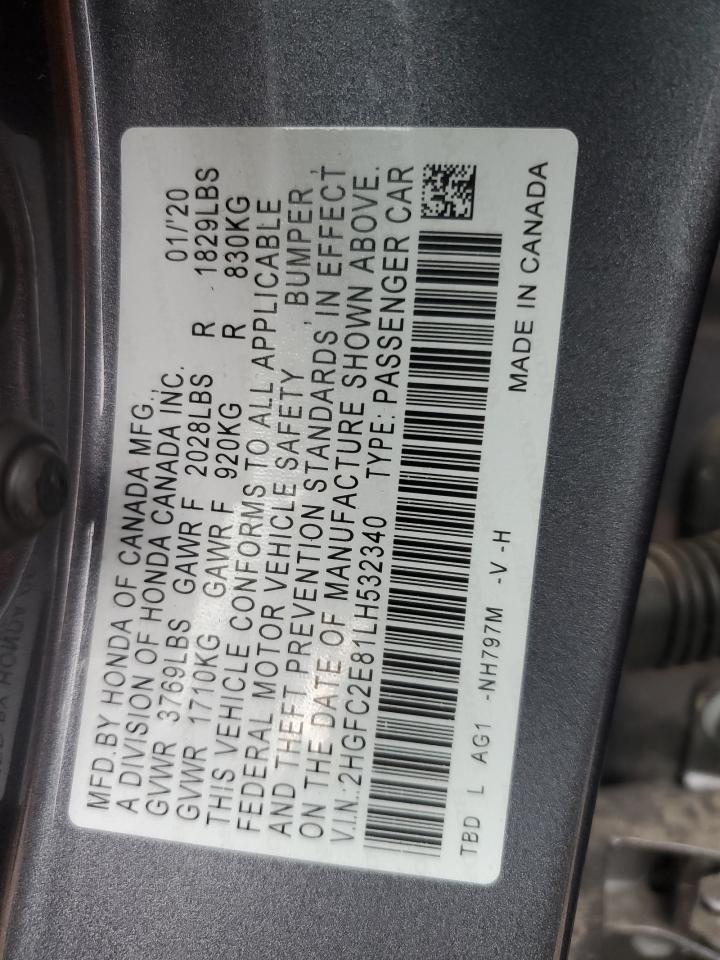 MFD.BY HONDA OF CANADA MFG., 01/'20
A DIVISION OF HONDA CANADA INC.
GVWR 3769LBS GAWR F 2028LBS R 1829LBS
GVWR 1710KG GAWR F 920KG R 830KG
THIS VEHICLE CONFORMS TO ALL APPLICABLE
FEDERAL MOTOR VEHICLE SAFETY, BUMPER,
AND THEFT PREVENTION STANDARDS IN EFFECT
ON THE DATE OF MANUFACTURE SHOWN ABOVE.
V.I.N.:2HGFC2E81LH532340 TYPE: PASSENGER CAR
TBD L AG1 -NH797M -V -H MADE IN CANADA